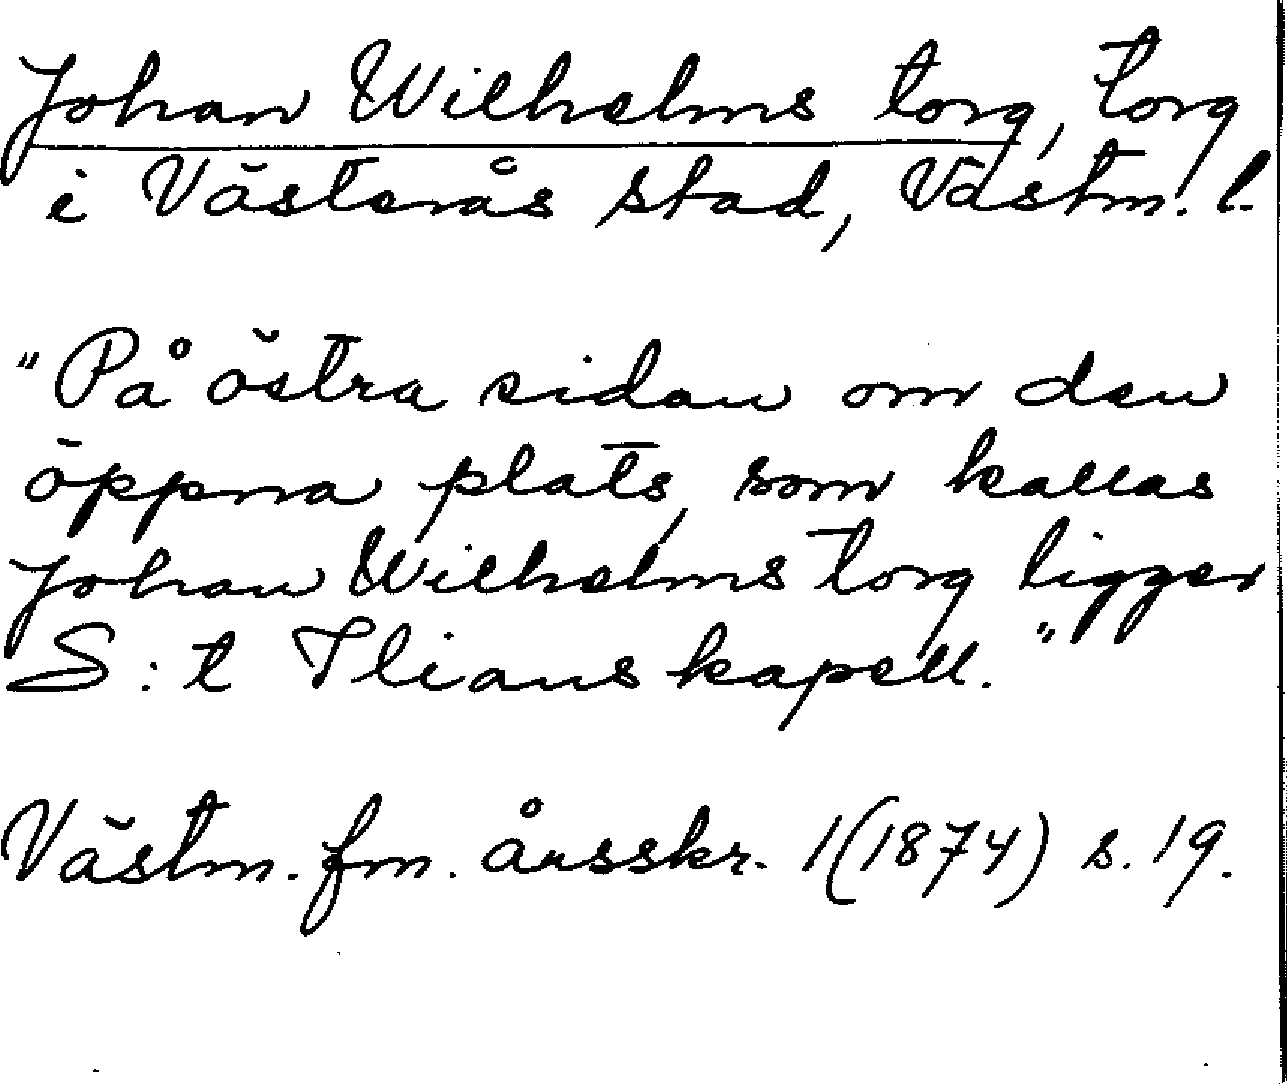 Johan Wilhelms torg, torg
i Västerås stad, Västm. l.
"På östra sidan om den
öppna plats, som kallas
Johan Wilhelms torg ligger
S:t Ilians kapell."
Västm. fm. årsskr. 1(1874) s. 19.